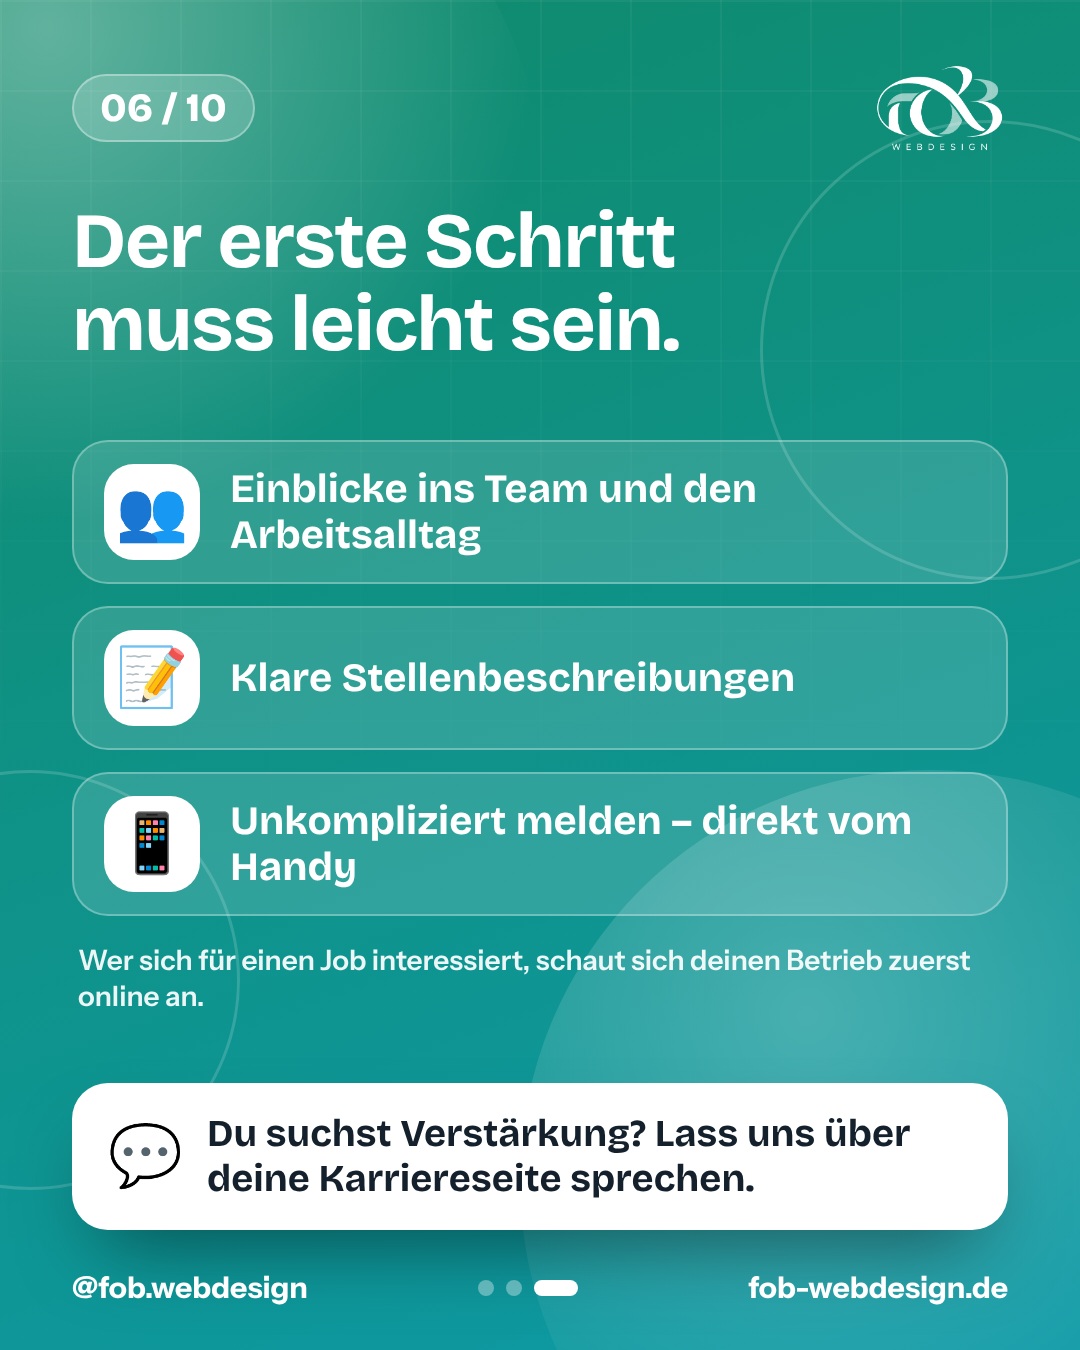 06 / 10
WEBDESIGN
Der erste Schritt
muss leicht sein.
Einblicke ins Team und den
Arbeitsalltag
Klare Stellenbeschreibungen
Unkompliziert melden – direkt vom
Handy
Wer sich für einen Job interessiert, schaut sich deinen Betrieb zuerst
online an.
Du suchst Verstärkung? Lass uns über
deine Karriereseite sprechen.
@fob.webdesign
fob-webdesign.de